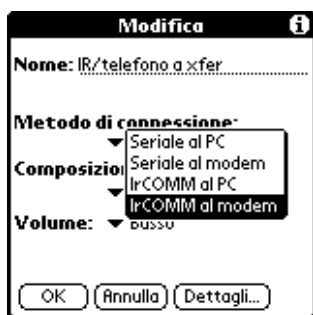 Modifica i
Nome: IR/telefono a xfer
Metodo di connessione:
Seriale al PC
Seriale al modem
IrCOMM al PC
IrCOMM al modem
Volume: Basso
OK Annulla Dettagli...